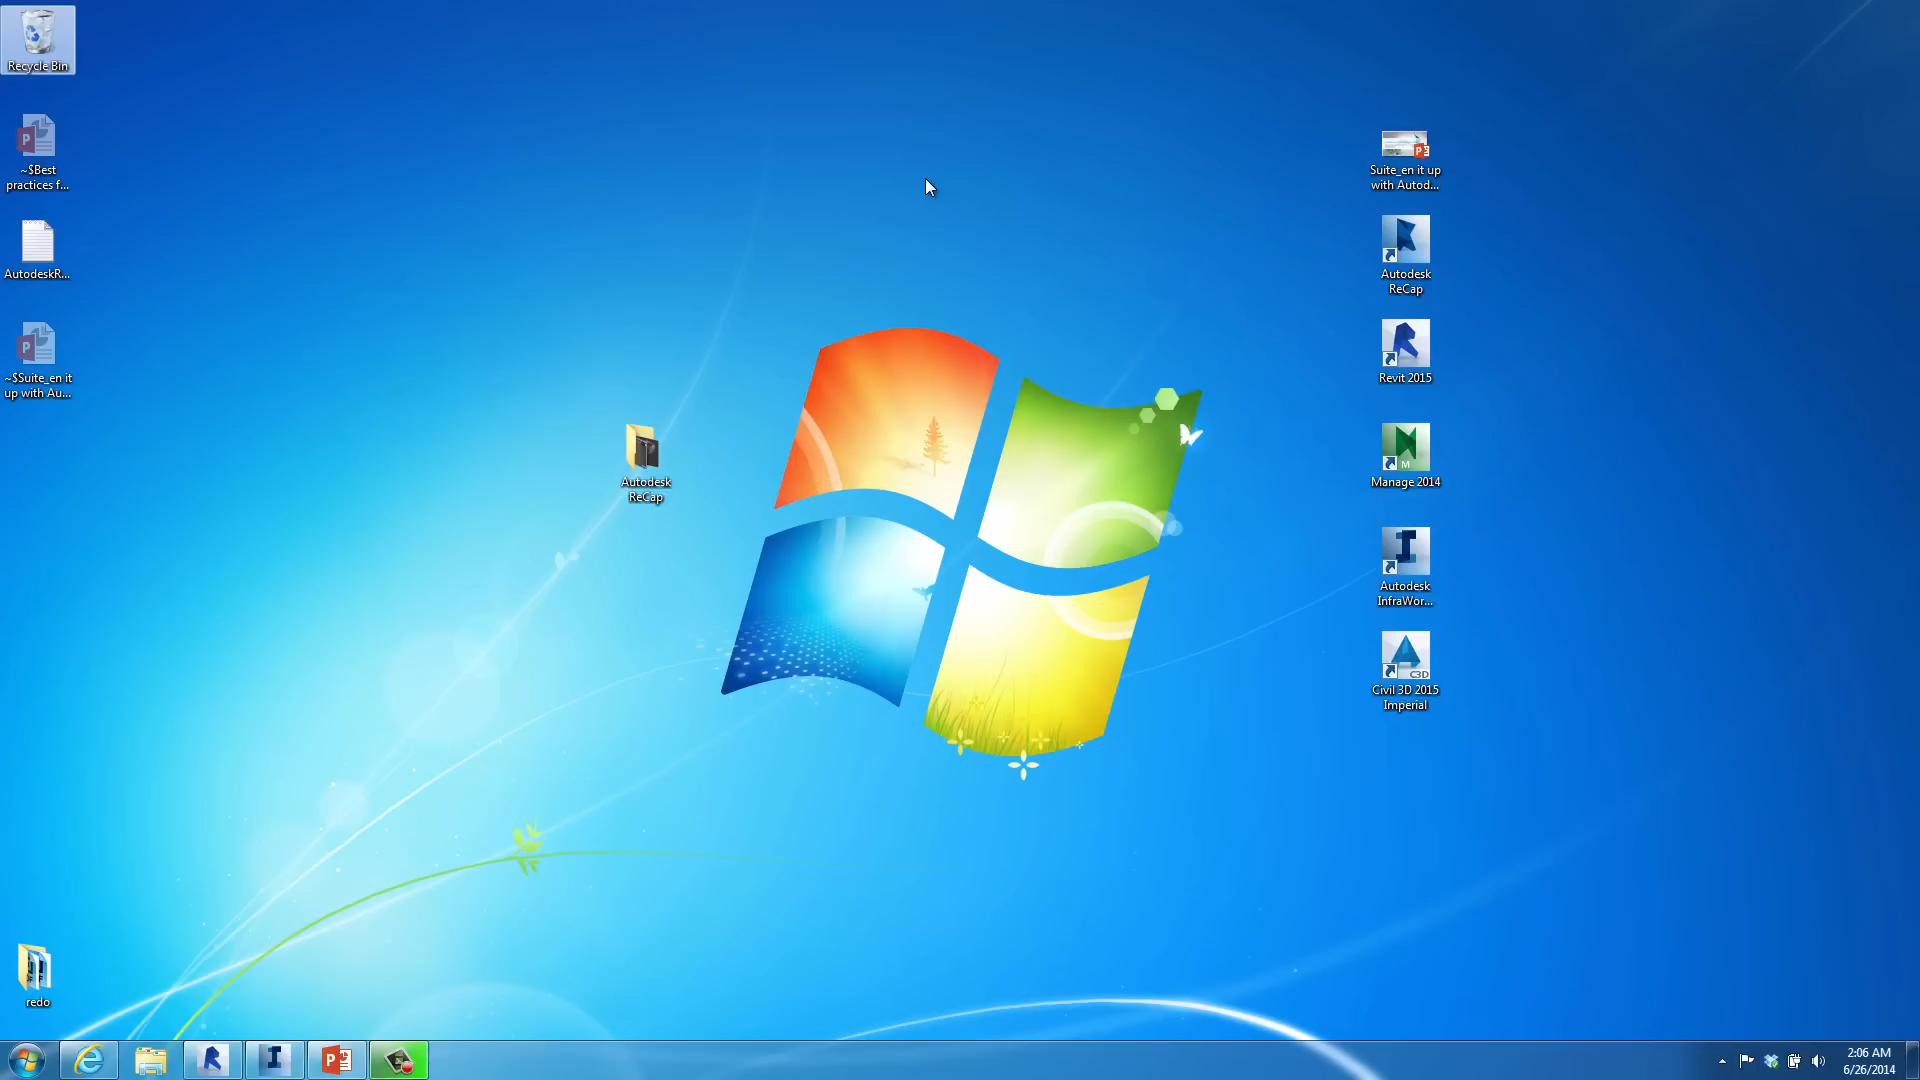 Recycle Bin
~$Best
practices f...
AutodeskR...
~$Suite_en it
up with Au...
redo
Autodesk
ReCap
Suite_en it up
with Autod...
Autodesk
ReCap
Revit 2015
M
Manage 2014
Autodesk
InfraWor...
C3D
Civil 3D 2015
Imperial
2:06 AM
6/26/2014